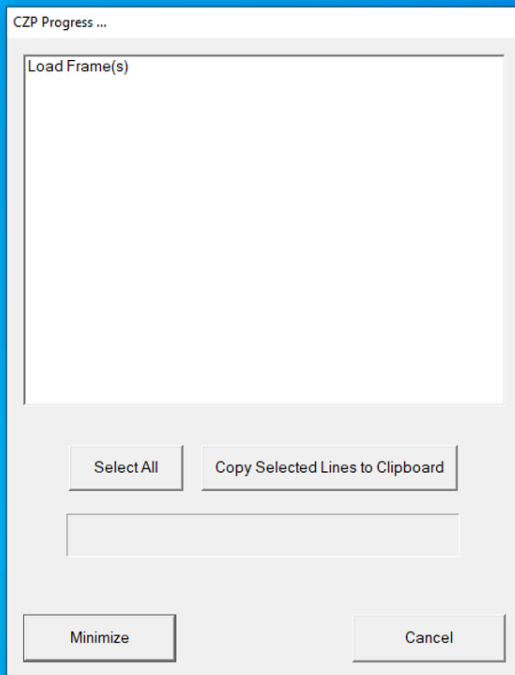 CZP Progress ...
Load Frame(s)
Select All
Copy Selected Lines to Clipboard
Minimize
Cancel